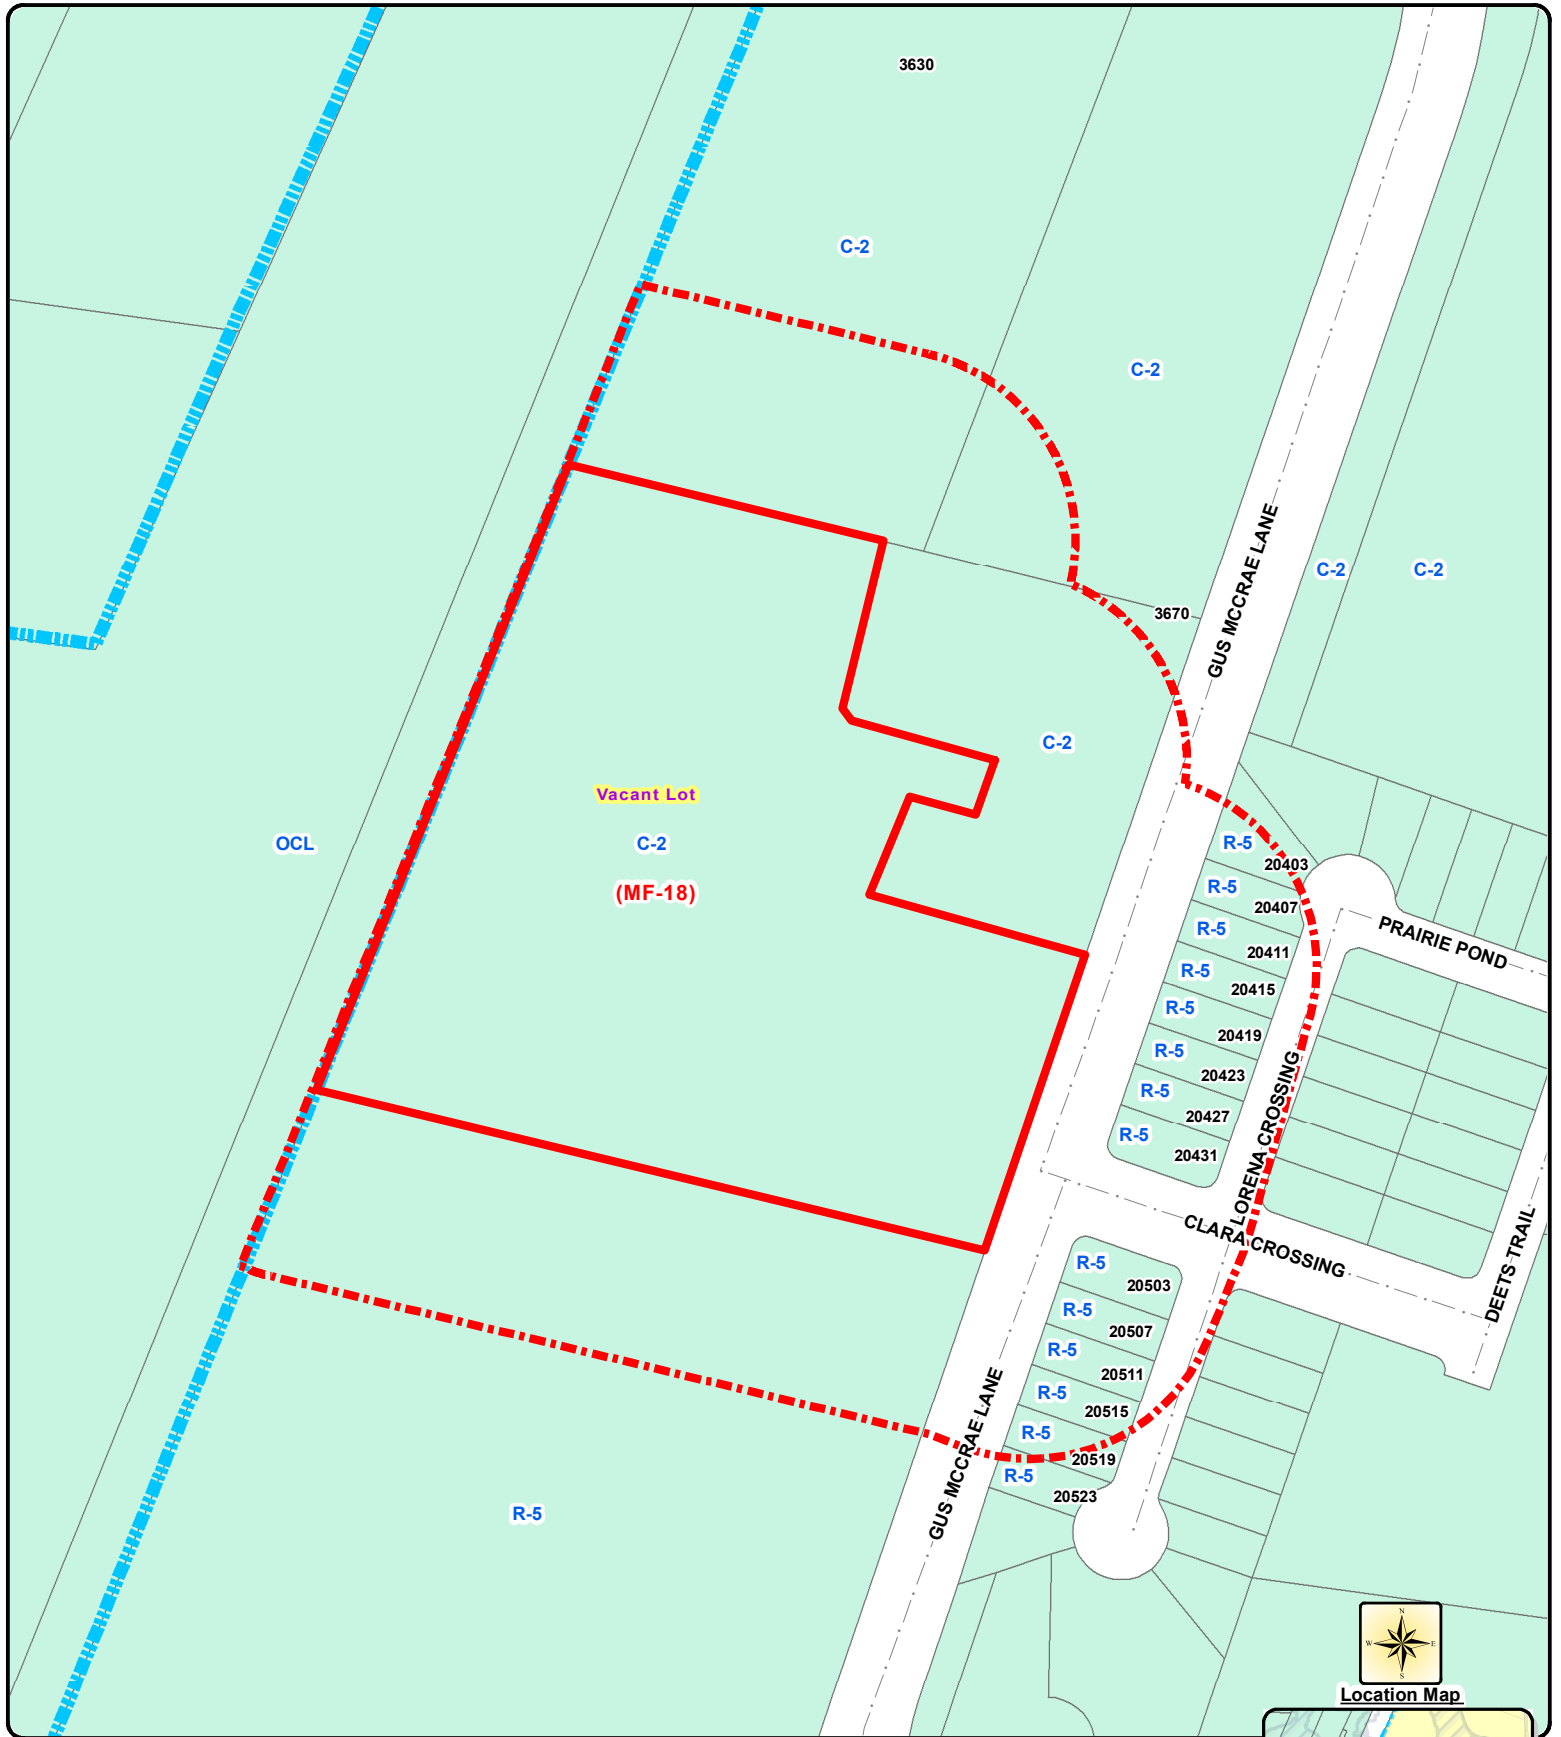 3630
C-2
C-2
GUS MCCRAE LANE
C-2
C-2
3670
C-2
Vacant Lot
OCL
C-2
(MF-18)
R-5
20403
R-5
20407
R-5
20411
PRAIRIE POND
R-5
20415
R-5
20419
R-5
20423
R-5
20427
R-5
20431
LORENA CROSSING
CLARA CROSSING
DEETS TRAIL
R-5
20503
R-5
20507
R-5
20511
R-5
20515
R-5
20519
R-5
20523
GUS MCCRAE LANE
R-5
N
W
E
S
Location Map